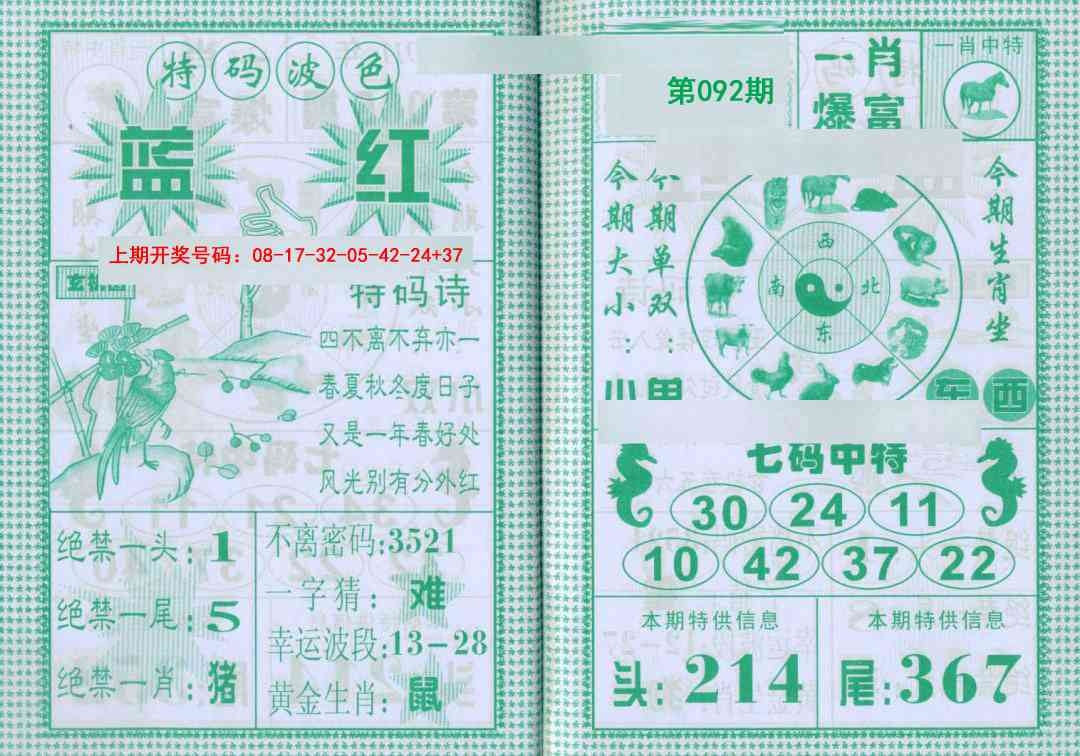 特码波色
蓝 红
上期开奖号码：08-17-32-05-42-24+37
特码诗
四不离不弃亦一
春夏秋冬度日子
又是一年春好处
风光别有分外红
绝禁一头：1
绝禁一尾：5
绝禁一肖：猪
不离密码:3521
一字猜：难
幸运波段:13-28
黄金生肖:鼠
第092期
一肖
爆富
一肖中特
今期大小：
今期单双：
今期生肖坐
西
南 北
东
东 西
七码中特
30 24 11
10 42 37 22
本期特供信息
头:214
本期特供信息
尾:367